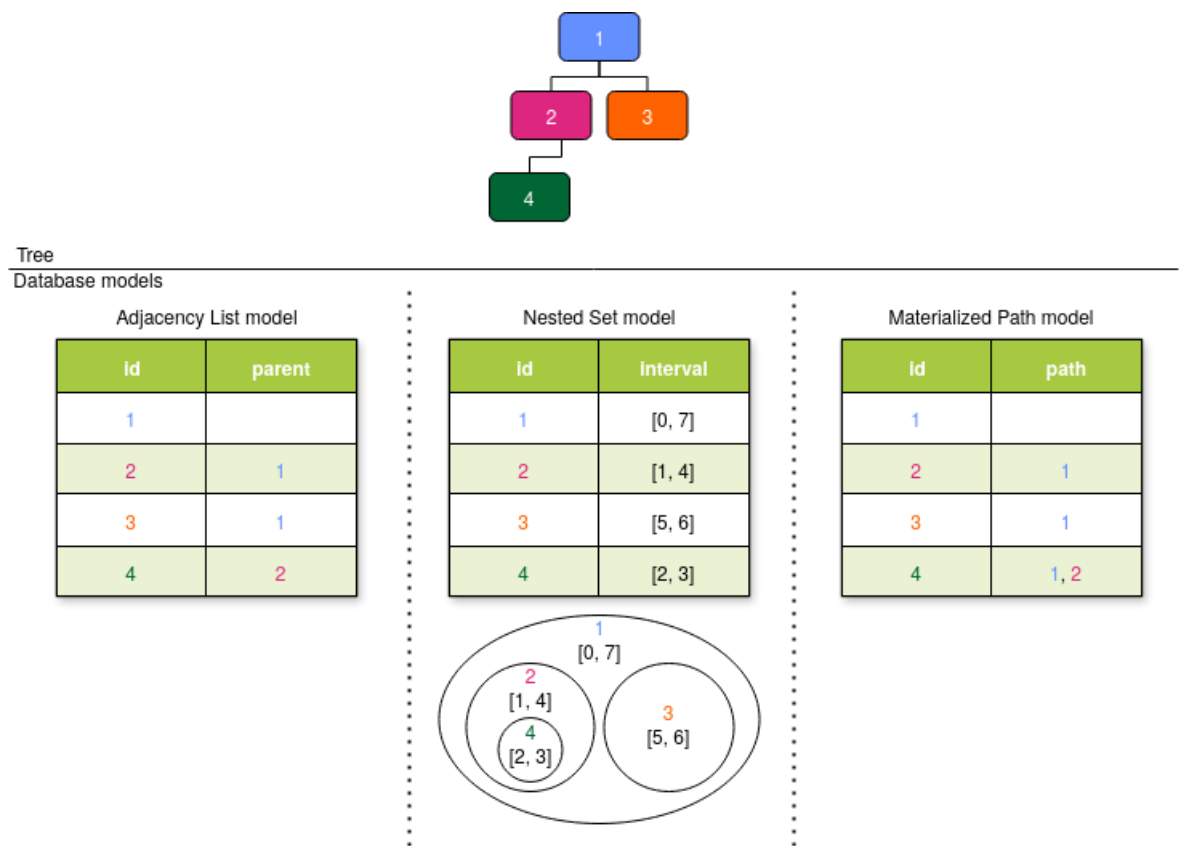 1
2 3
4
Tree
Database models
Adjacency List model
id parent
1
2 1
3 1
4 2
Nested Set model
id interval
1 [0, 7]
2 [1, 4]
3 [5, 6]
4 [2, 3]
1
[0, 7]
2
[1, 4]
4
[2, 3]
3
[5, 6]
Materialized Path model
id path
1
2 1
3 1
4 1, 2